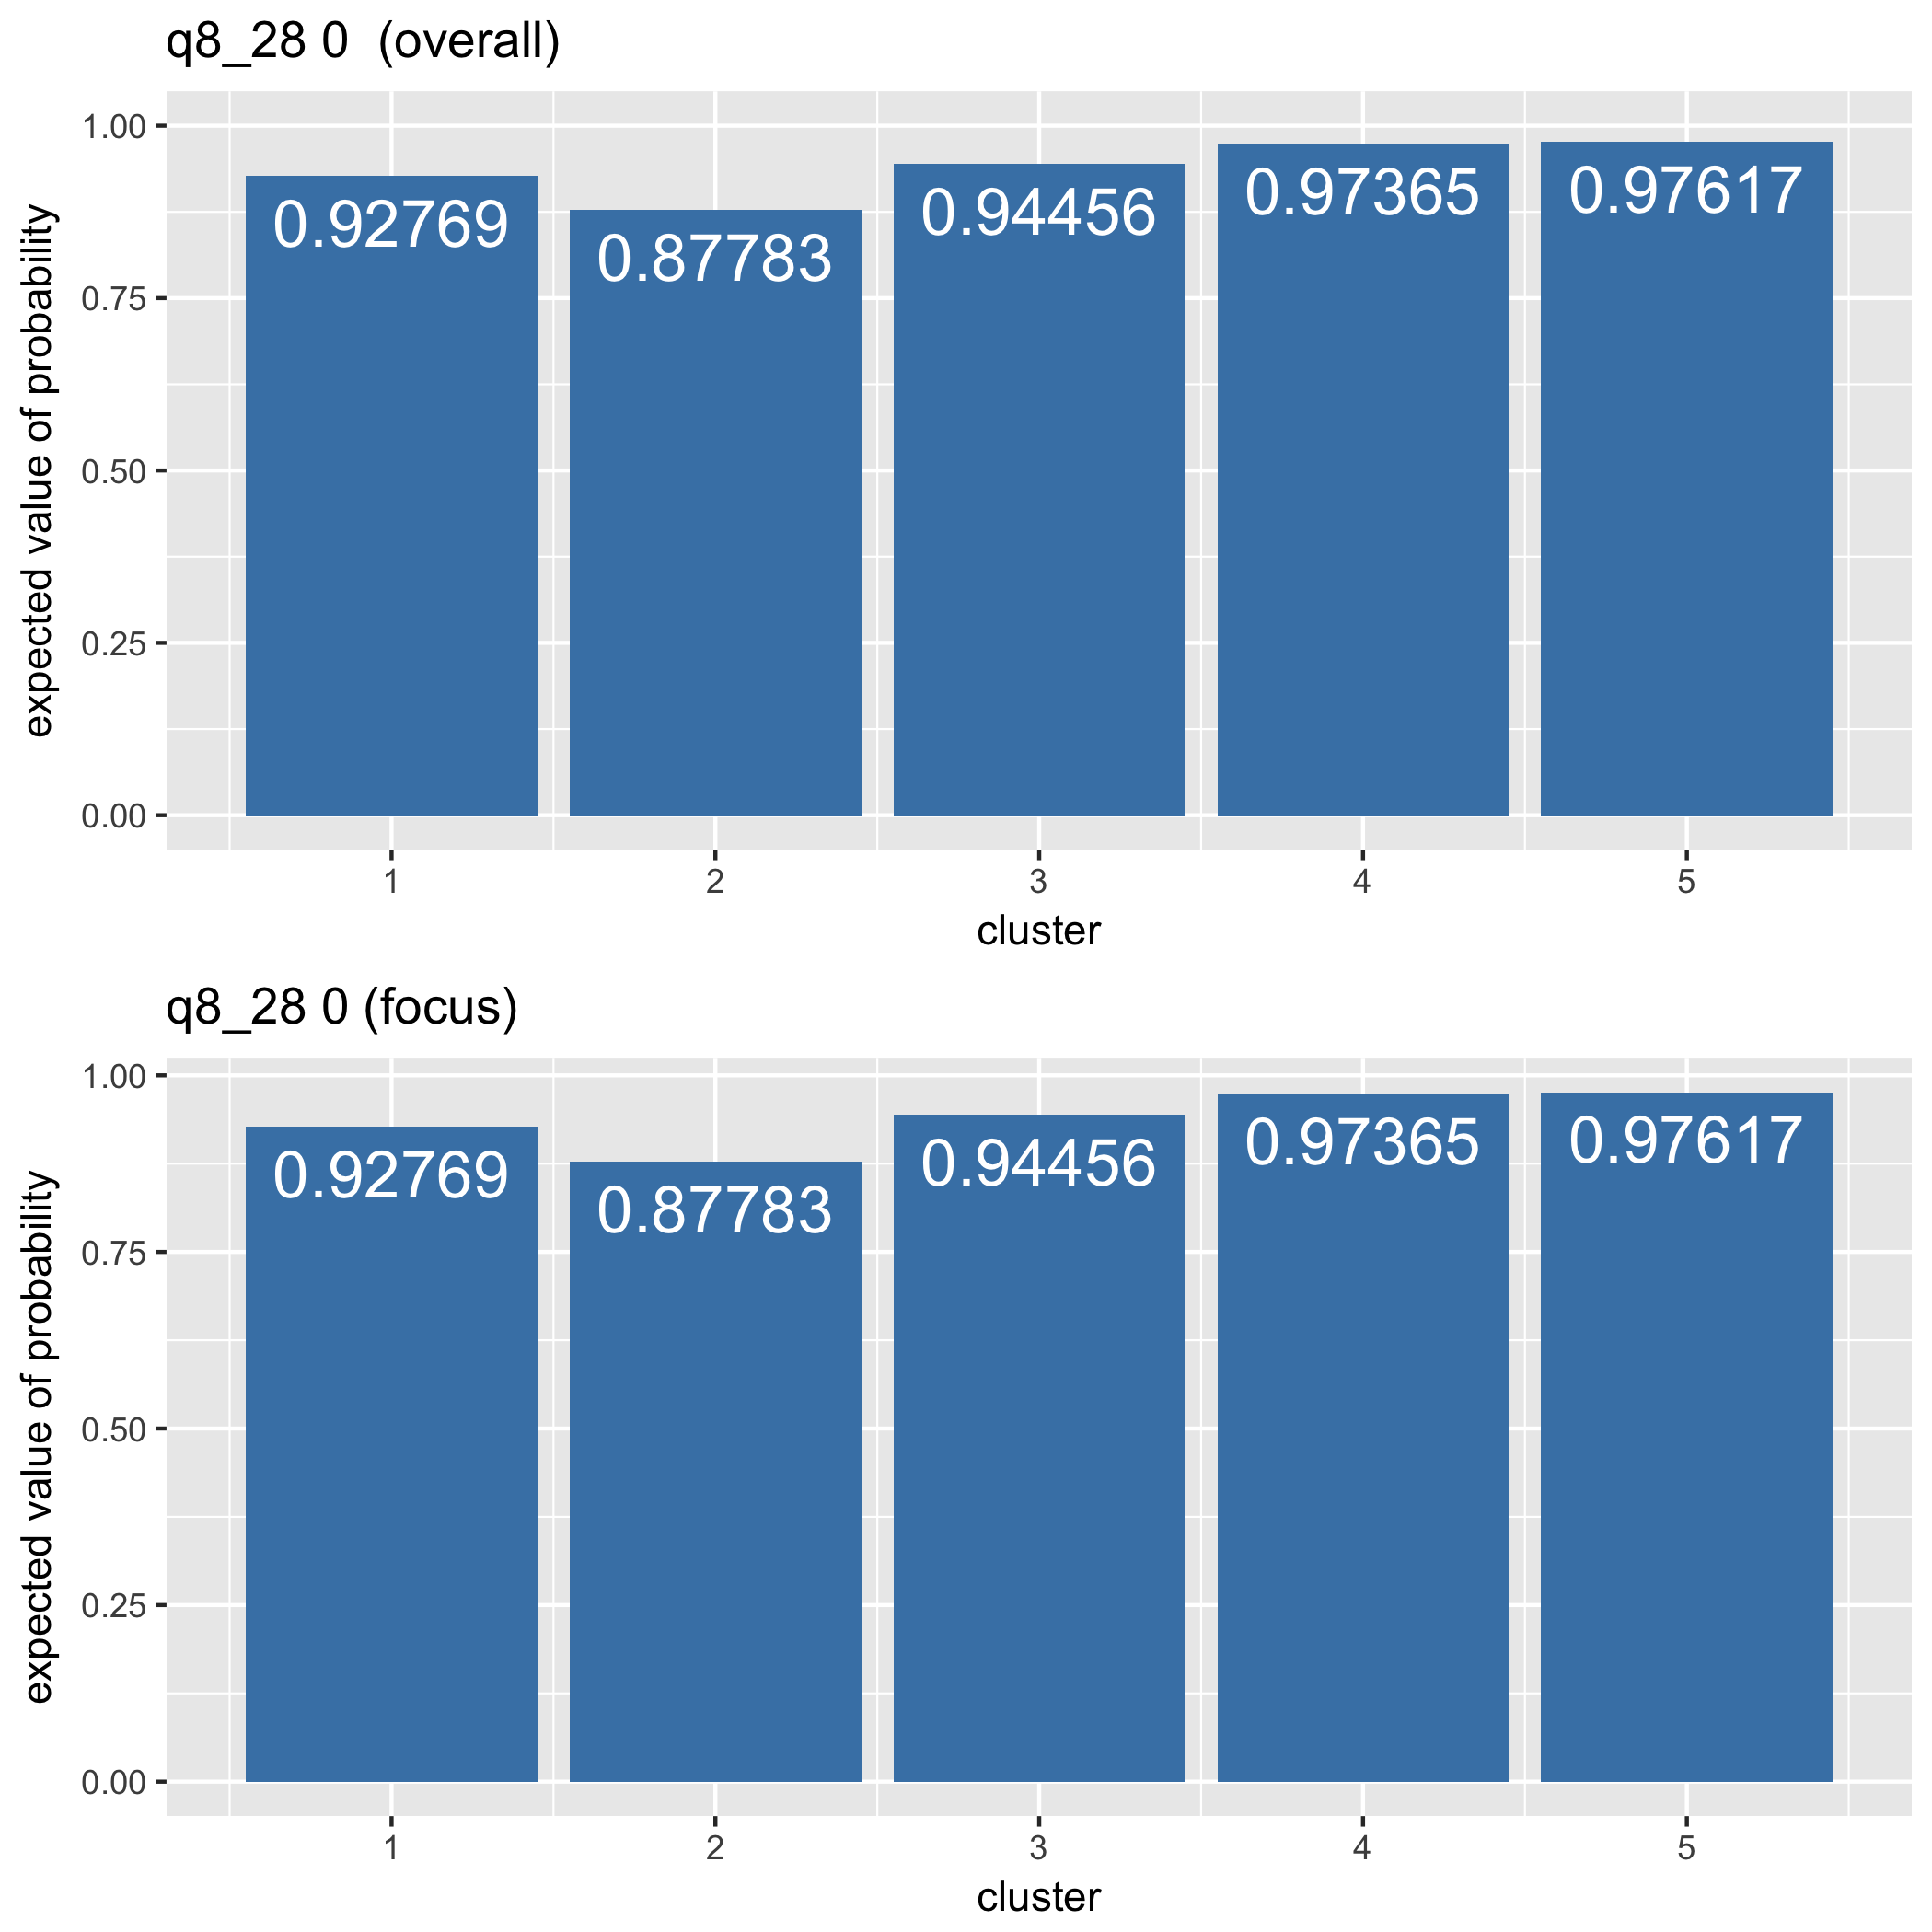 q8_28 0  (overall)
expected value of probability
1.00
0.75
0.50
0.25
0.00
0.92769
0.87783
0.94456
0.97365
0.97617
1 2 3 4 5
cluster
q8_28 0 (focus)
expected value of probability
1.00
0.75
0.50
0.25
0.00
0.92769
0.87783
0.94456
0.97365
0.97617
1 2 3 4 5
cluster